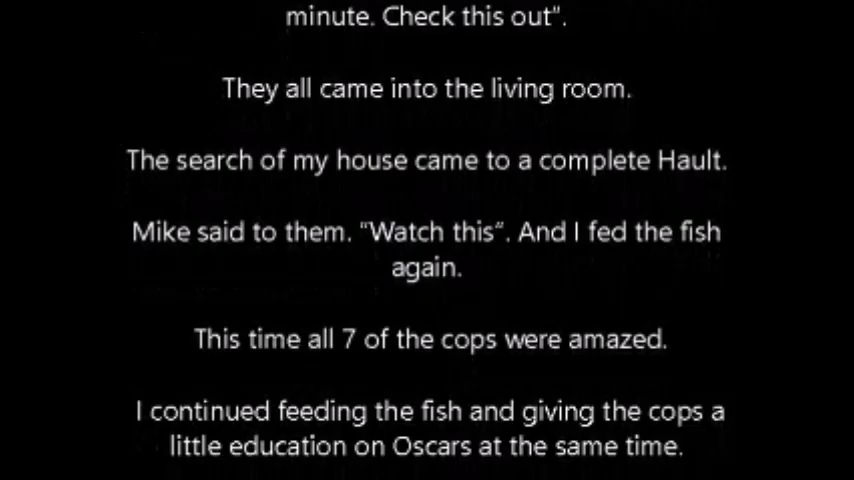 minute. Check this out".
They all came into the living room.
The search of my house came to a complete Hault.
Mike said to them. "Watch this". And I fed the fish
again.
This time all 7 of the cops were amazed.
I continued feeding the fish and giving the cops a
little education on Oscars at the same time.